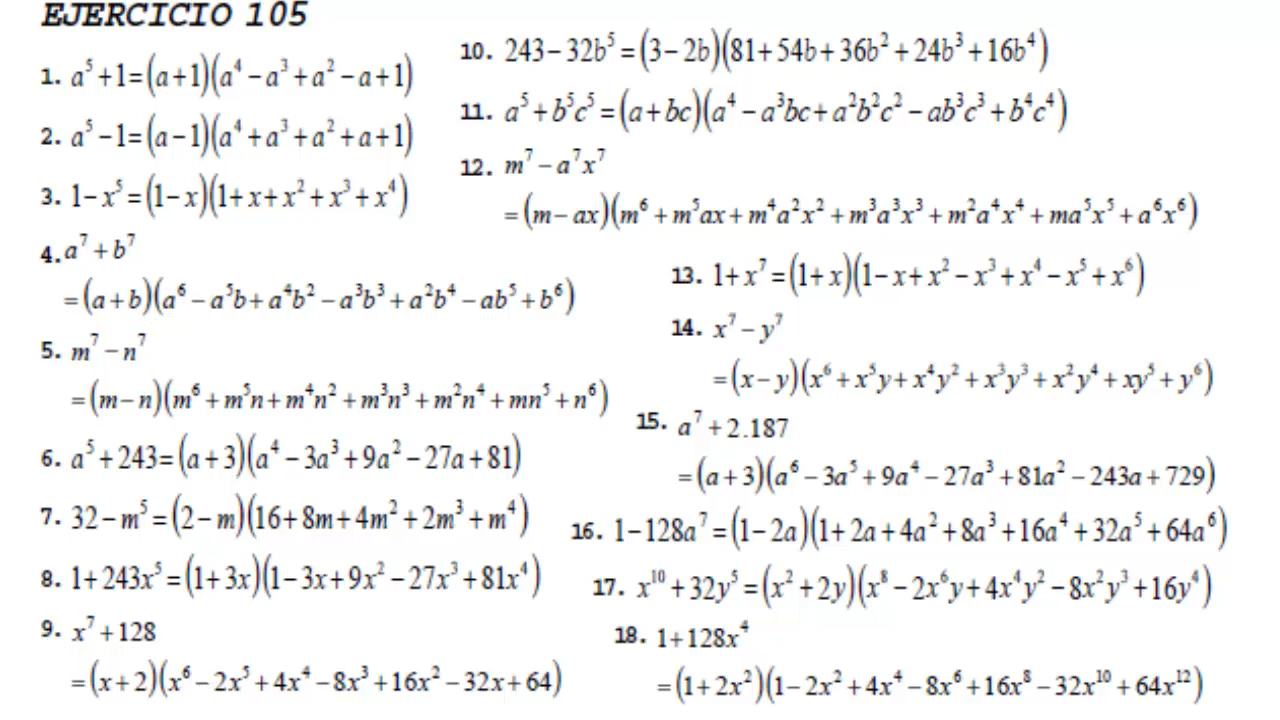 EJERCICIO 105
1. a⁵+1=(a+1)(a⁴−a³+a²−a+1)
2. a⁵−1=(a−1)(a⁴+a³+a²+a+1)
3. 1−x⁵=(1−x)(1+x+x²+x³+x⁴)
4. a⁷+b⁷
=(a+b)(a⁶−a⁵b+a⁴b²−a³b³+a²b⁴−ab⁵+b⁶)
5. m⁷−n⁷
=(m−n)(m⁶+m⁵n+m⁴n²+m³n³+m²n⁴+mn⁵+n⁶)
6. a⁵+243=(a+3)(a⁴−3a³+9a²−27a+81)
7. 32−m⁵=(2−m)(16+8m+4m²+2m³+m⁴)
8. 1+243x⁵=(1+3x)(1−3x+9x²−27x³+81x⁴)
9. x⁷+128
=(x+2)(x⁶−2x⁵+4x⁴−8x³+16x²−32x+64)
10. 243−32b⁵=(3−2b)(81+54b+36b²+24b³+16b⁴)
11. a⁵+b⁵c⁵=(a+bc)(a⁴−a³bc+a²b²c²−ab³c³+b⁴c⁴)
12. m⁷−a⁷x⁷
=(m−ax)(m⁶+m⁵ax+m⁴a²x²+m³a³x³+m²a⁴x⁴+ma⁵x⁵+a⁶x⁶)
13. 1+x⁷=(1+x)(1−x+x²−x³+x⁴−x⁵+x⁶)
14. x⁷−y⁷
=(x−y)(x⁶+x⁵y+x⁴y²+x³y³+x²y⁴+xy⁵+y⁶)
15. a⁷+2.187
=(a+3)(a⁶−3a⁵+9a⁴−27a³+81a²−243a+729)
16. 1−128a⁷=(1−2a)(1+2a+4a²+8a³+16a⁴+32a⁵+64a⁶)
17. x¹⁰+32y⁵=(x²+2y)(x⁸−2x⁶y+4x⁴y²−8x²y³+16y⁴)
18. 1+128x⁴
=(1+2x²)(1−2x²+4x⁴−8x⁶+16x⁸−32x¹⁰+64x¹²)